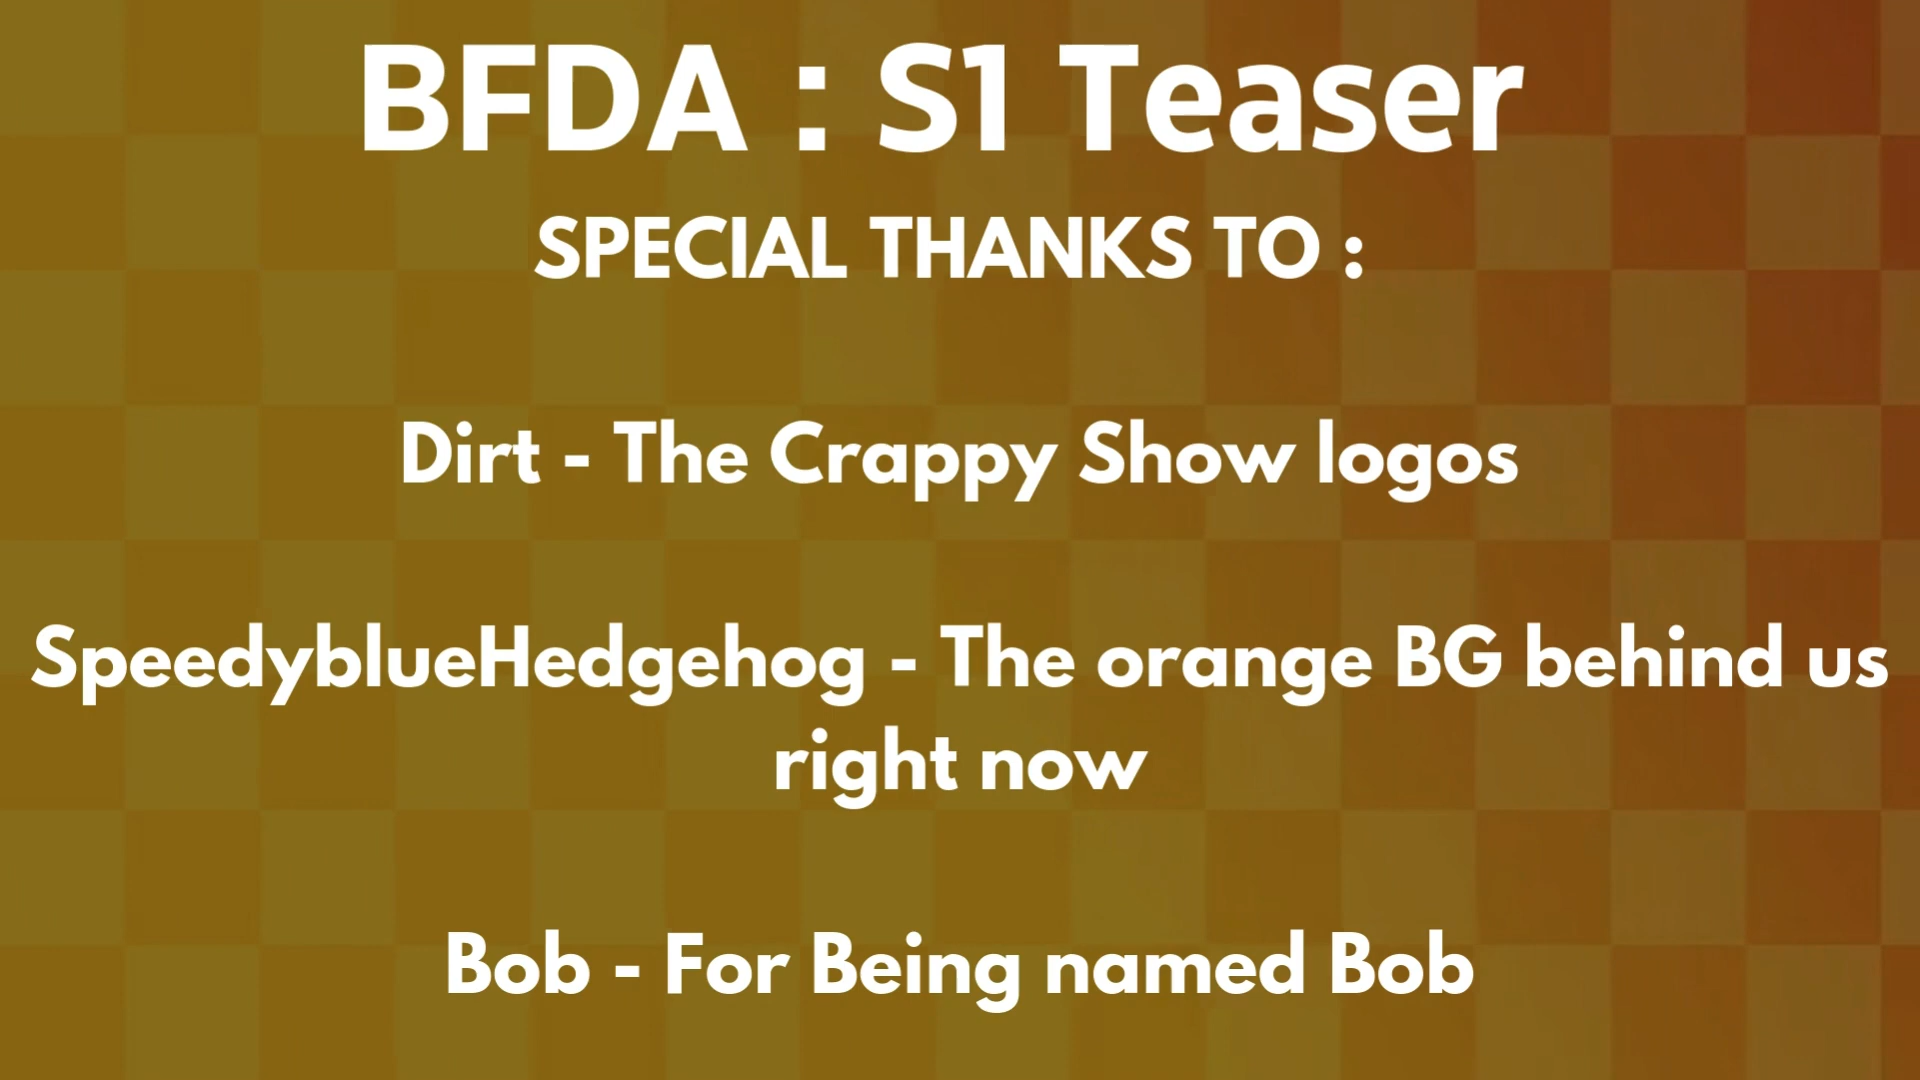 BFDA : S1 Teaser
SPECIAL THANKS TO :
Dirt - The Crappy Show logos
SpeedyblueHedgehog - The orange BG behind us
right now
Bob - For Being named Bob